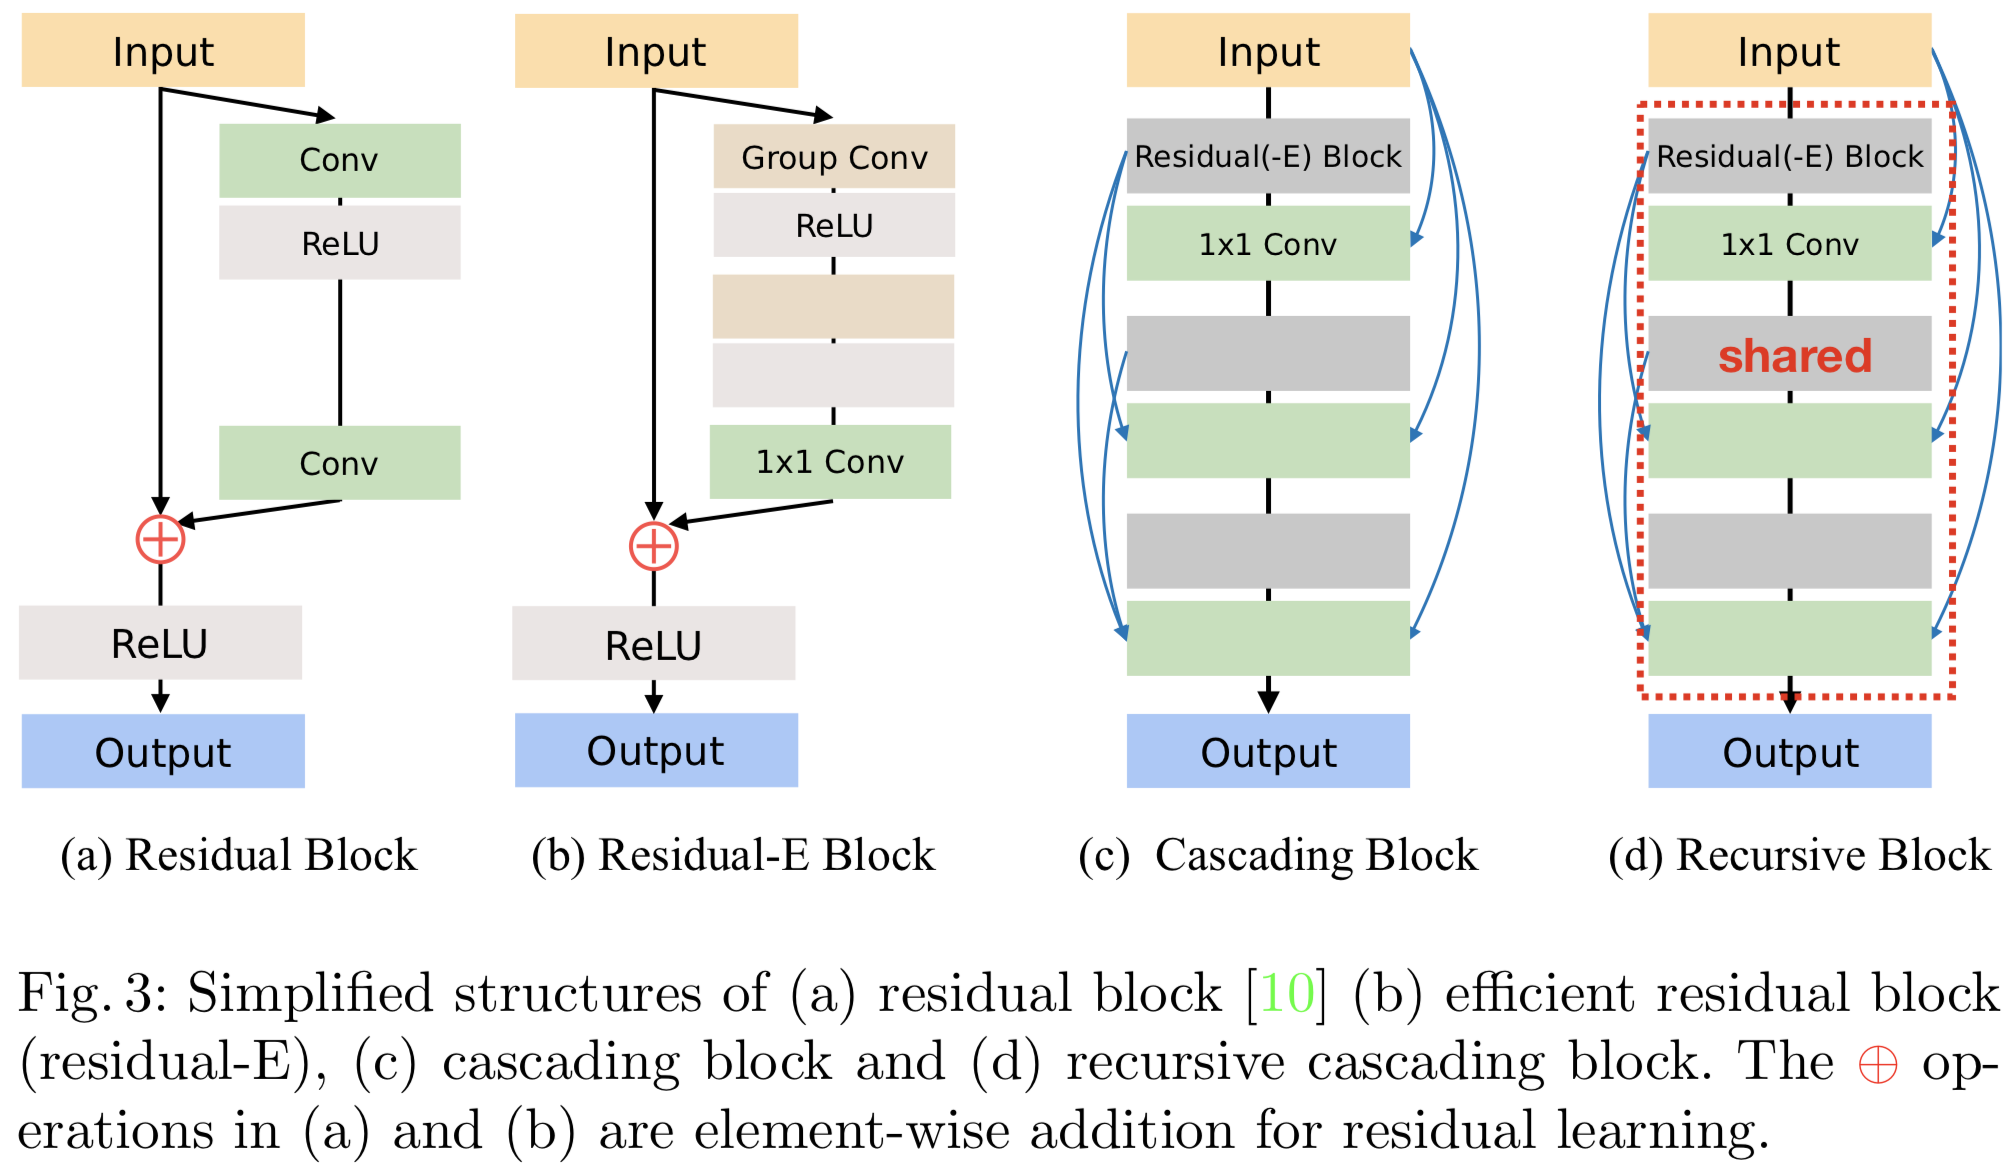 Input
Conv
ReLU
Conv
ReLU
Output
(a) Residual Block
Input
Group Conv
ReLU
1x1 Conv
ReLU
Output
(b) Residual-E Block
Input
Residual(-E) Block
1x1 Conv
Output
(c) Cascading Block
Input
Residual(-E) Block
1x1 Conv
shared
Output
(d) Recursive Block
Fig. 3: Simplified structures of (a) residual block [10] (b) efficient residual block
(residual-E), (c) cascading block and (d) recursive cascading block. The ⊕ op-
erations in (a) and (b) are element-wise addition for residual learning.